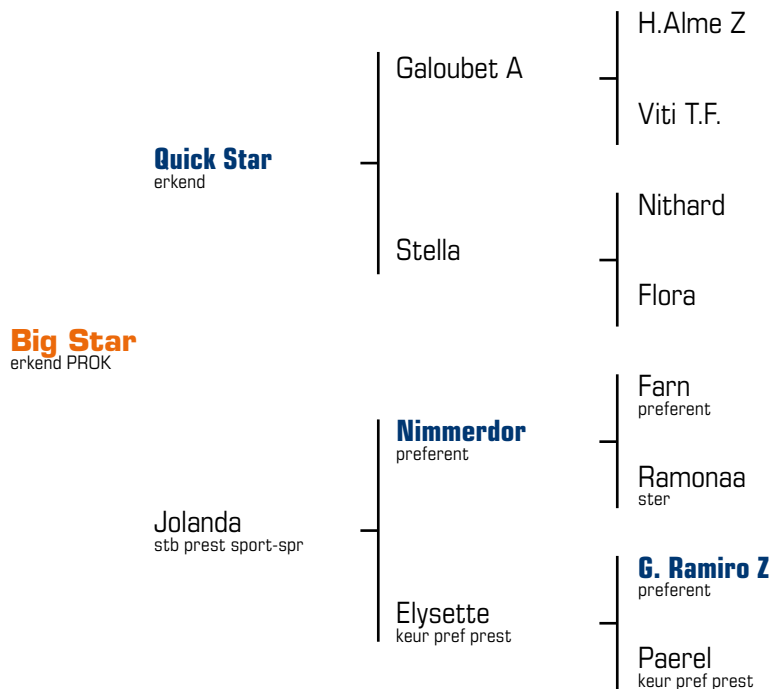 Big Star
erkend PROK
Quick Star
erkend
Galoubet A
H.Alme Z
Viti T.F.
Stella
Nithard
Flora
Jolanda
stb prest sport-spr
Nimmerdor
preferent
Farn
preferent
Ramonaa
ster
Elysette
keur pref prest
G. Ramiro Z
preferent
Paerel
keur pref prest